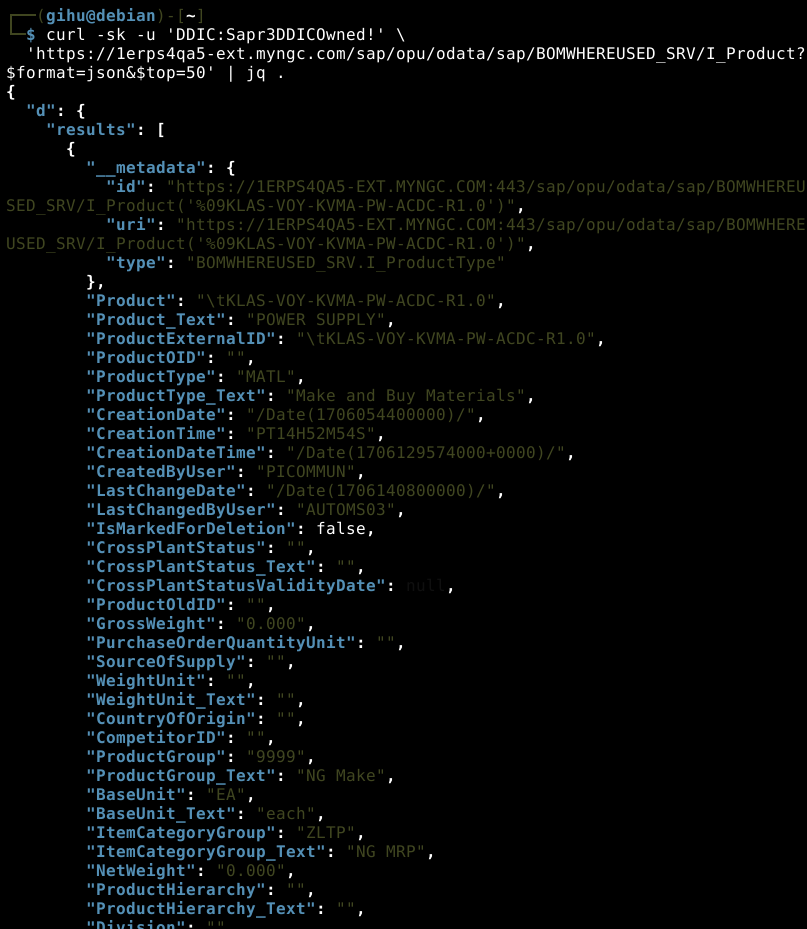 ┌──(gihu@debian)-[~]
└─$ curl -sk -u 'DDIC:Sapr3DDICOwned!' \
'https://1erps4qa5-ext.myngc.com/sap/opu/odata/sap/BOMWHEREUSED_SRV/I_Product?
$format=json&$top=50' | jq .
{
"d": {
"results": [
{
"__metadata": {
"id": "https://1ERPS4QA5-EXT.MYNGC.COM:443/sap/opu/odata/sap/BOMWHEREU
SED_SRV/I_Product('%09KLAS-VOY-KVMA-PW-ACDC-R1.0')",
"uri": "https://1ERPS4QA5-EXT.MYNGC.COM:443/sap/opu/odata/sap/BOMWHERE
USED_SRV/I_Product('%09KLAS-VOY-KVMA-PW-ACDC-R1.0')",
"type": "BOMWHEREUSED_SRV.I_ProductType"
},
"Product": "\tKLAS-VOY-KVMA-PW-ACDC-R1.0",
"Product_Text": "POWER SUPPLY",
"ProductExternalID": "\tKLAS-VOY-KVMA-PW-ACDC-R1.0",
"ProductOID": "",
"ProductType": "MATL",
"ProductType_Text": "Make and Buy Materials",
"CreationDate": "/Date(1706054400000)/",
"CreationTime": "PT14H52M54S",
"CreationDateTime": "/Date(1706129574000+0000)/",
"CreatedByUser": "PICOMMUN",
"LastChangeDate": "/Date(1706140800000)/",
"LastChangedByUser": "AUTOMS03",
"IsMarkedForDeletion": false,
"CrossPlantStatus": "",
"CrossPlantStatus_Text": "",
"CrossPlantStatusValidityDate": null,
"ProductOldID": "",
"GrossWeight": "0.000",
"PurchaseOrderQuantityUnit": "",
"SourceOfSupply": "",
"WeightUnit": "",
"WeightUnit_Text": "",
"CountryOfOrigin": "",
"CompetitorID": "",
"ProductGroup": "9999",
"ProductGroup_Text": "NG Make",
"BaseUnit": "EA",
"BaseUnit_Text": "each",
"ItemCategoryGroup": "ZLTP",
"ItemCategoryGroup_Text": "NG MRP",
"NetWeight": "0.000",
"ProductHierarchy": "",
"ProductHierarchy_Text": "",
"Division": ""